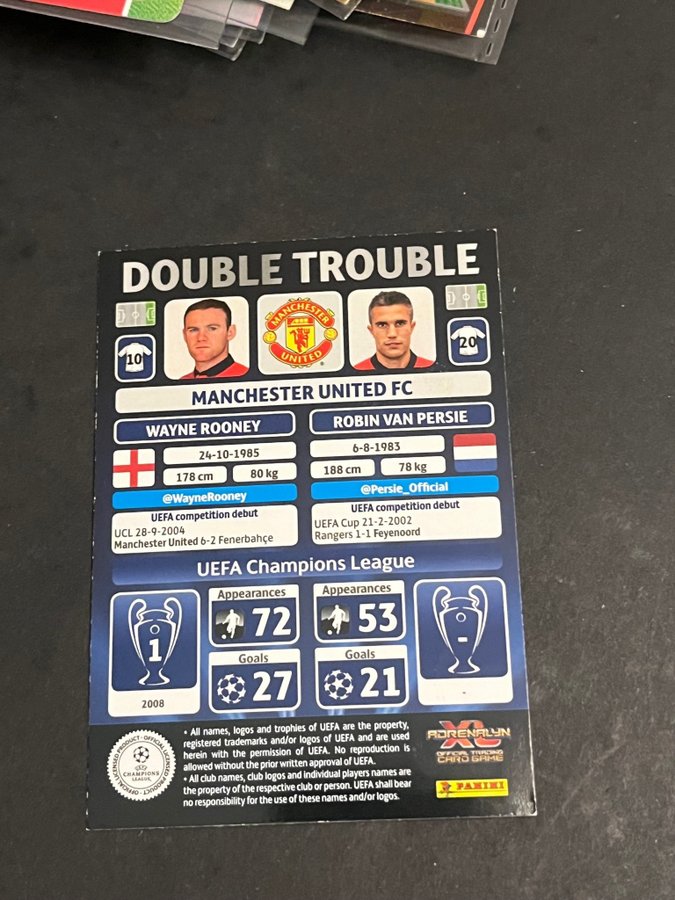 DOUBLE TROUBLE
MANCHESTER
UNITED
10
20
MANCHESTER UNITED FC
WAYNE ROONEY
ROBIN VAN PERSIE
24-10-1985
6-8-1983
178 cm
80 kg
188 cm
78 kg
@WayneRooney
@Persie_Official
UEFA competition debut
UCL 28-9-2004
Manchester United 6-2 Fenerbahçe
UEFA competition debut
UEFA Cup 21-2-2002
Rangers 1-1 Feyenoord
UEFA Champions League
1
2008
Appearances
72
Goals
27
Appearances
53
Goals
21
-
-
• All names, logos and trophies of UEFA are the property,
registered trademarks and/or logos of UEFA and are used
herein with the permission of UEFA. No reproduction is
allowed without the prior written approval of UEFA.
• All club names, club logos and individual players names are
the property of the respective club or person. UEFA shall bear
no responsibility for the use of these names and/or logos.
OFFICIAL LICENSED PRODUCT
UEFA
CHAMPIONS
LEAGUE
ADRENALYN
XL
OFFICIAL TRADING
CARD GAME
PANINI